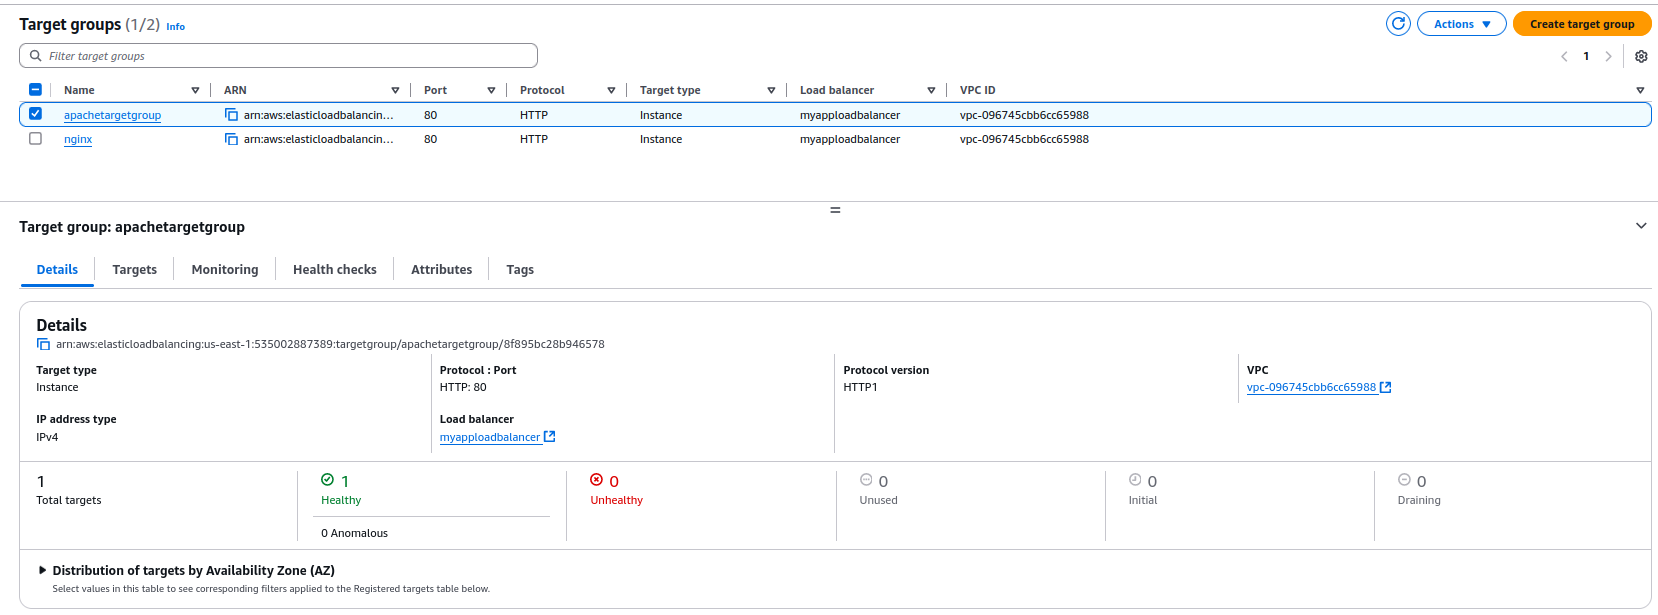 Target groups (1/2) Info
Actions
Create target group
Filter target groups
1
Name ARN Port Protocol Target type Load balancer VPC ID
apachetargetgroup arn:aws:elasticloadbalancin... 80 HTTP Instance myapploadbalancer vpc-096745cbb6cc65988
nginx arn:aws:elasticloadbalancin... 80 HTTP Instance myapploadbalancer vpc-096745cbb6cc65988
Target group: apachetargetgroup
Details Targets Monitoring Health checks Attributes Tags
Details
arn:aws:elasticloadbalancing:us-east-1:535002887389:targetgroup/apachetargetgroup/8f895bc28b946578
Target type Protocol : Port Protocol version VPC
Instance HTTP: 80 HTTP1 vpc-096745cbb6cc65988
IP address type Load balancer
IPv4 myapploadbalancer
1 1 0 0 0 0
Total targets Healthy Unhealthy Unused Initial Draining
0 Anomalous
Distribution of targets by Availability Zone (AZ)
Select values in this table to see corresponding filters applied to the Registered targets table below.